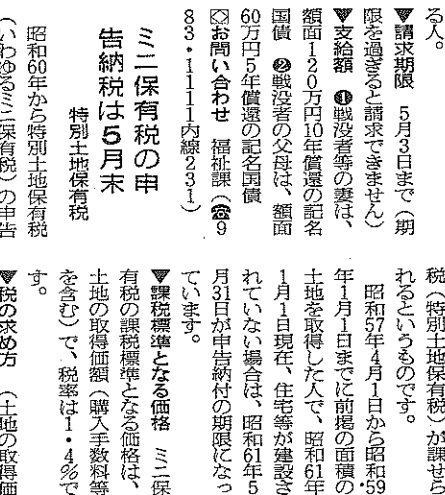 る人。
▼請求期限　5月3日まで（期
限を過ぎると請求できません）
▼支給額　❶戦没者等の妻は、
額面120万円10年償還の記名
国債　❷戦没者の父母は、額面
60万円5年償還の記名国債
◇お問い合わせ　福祉課（☎9
83・1111内線231）
ミニ保有税の申
告納税は5月末
特別土地保有税
昭和60年から特別土地保有税
（いわゆるミニ保有税）の申告
税（特別土地保有税）が課せら
れるというものです。
昭和57年4月1日から昭和59
年1月1日までに前掲の面積の
土地を取得した人で、昭和61年
1月1日現在、住宅等が建設さ
れていない場合は、昭和61年5
月31日が申告納付の期限になっ
ています。
▼課税標準となる価格　ミニ保
有税の課税標準となる価格は、
土地の取得価額（購入手数料等
を含む）で、税率は1・4％で
す。
▼税の求め方　（土地の取得価